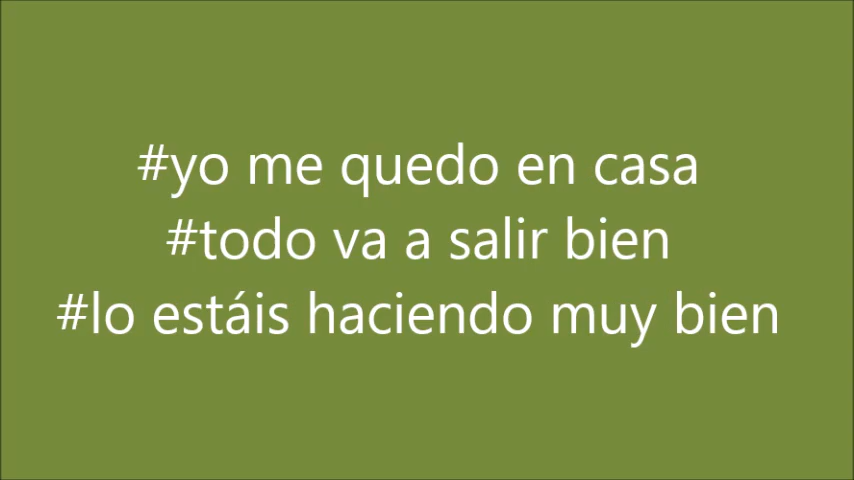 #yo me quedo en casa
#todo va a salir bien
#lo estáis haciendo muy bien